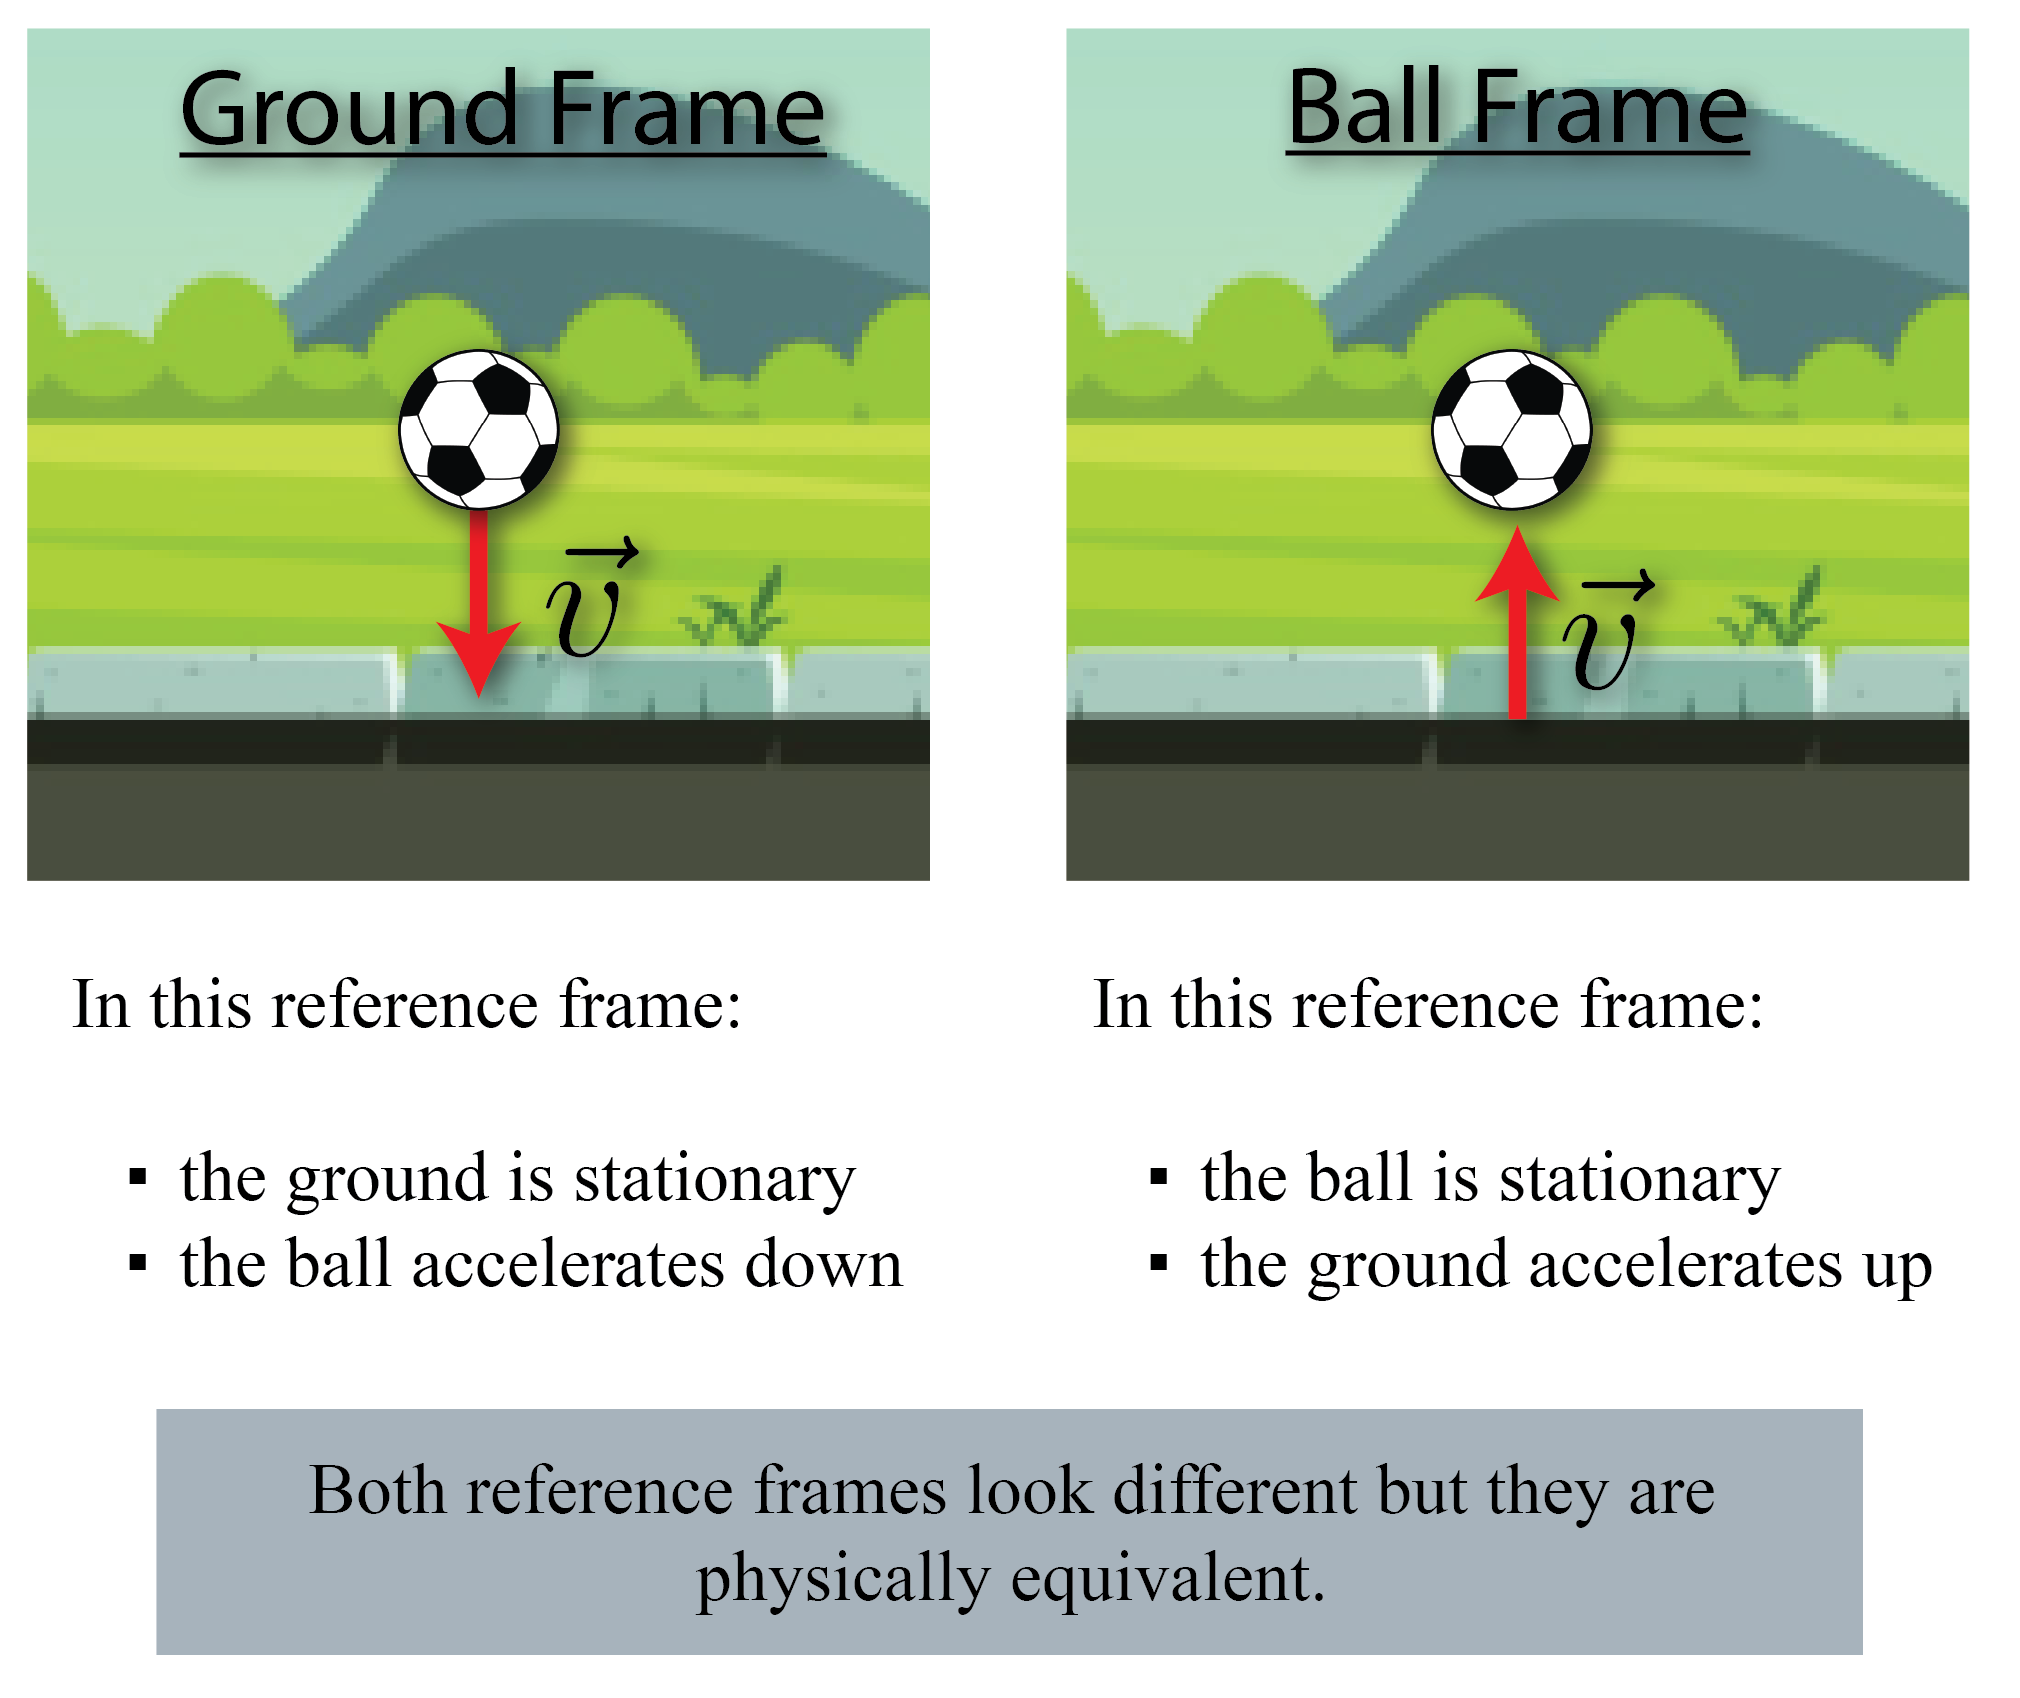 Ground Frame
v⃗
In this reference frame:
▪ the ground is stationary
▪ the ball accelerates down
Ball Frame
v⃗
In this reference frame:
▪ the ball is stationary
▪ the ground accelerates up
Both reference frames look different but they are
physically equivalent.